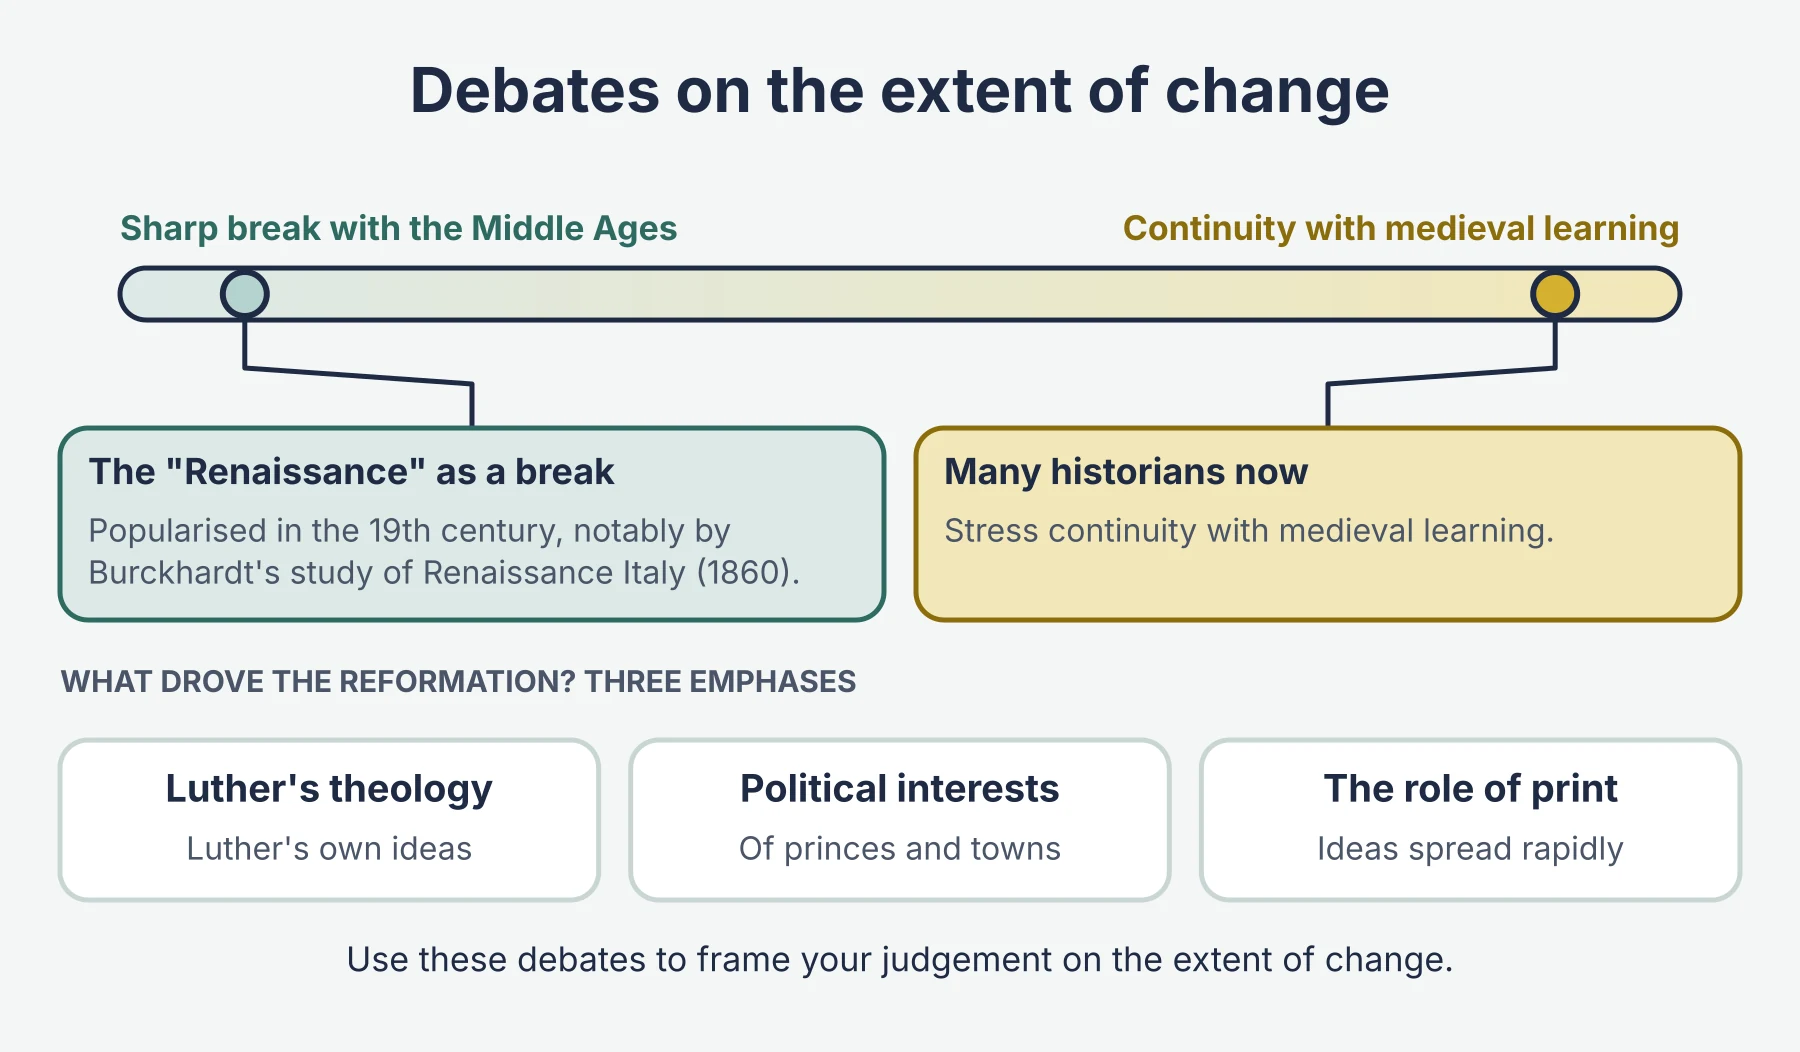 Debates on the extent of change
Sharp break with the Middle Ages
Continuity with medieval learning
The "Renaissance" as a break
Popularised in the 19th century, notably by
Burckhardt's study of Renaissance Italy (1860).
Many historians now
Stress continuity with medieval learning.
WHAT DROVE THE REFORMATION? THREE EMPHASES
Luther's theology
Luther's own ideas
Political interests
Of princes and towns
The role of print
Ideas spread rapidly
Use these debates to frame your judgement on the extent of change.